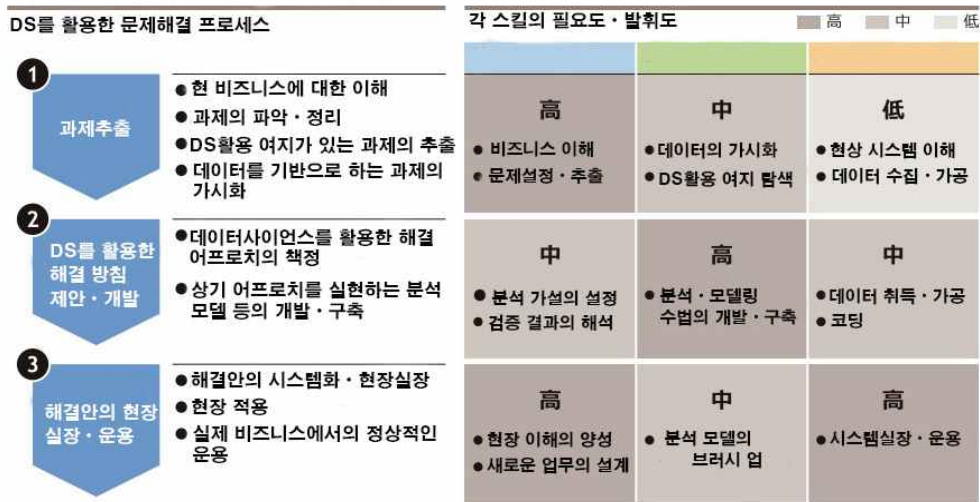 DS를 활용한 문제해결 프로세스
각 스킬의 필요도・발휘도
高
中
低
1
과제추출
● 현 비즈니스에 대한 이해
● 과제의 파악・정리
●DS활용 여지가 있는 과제의 추출
● 데이터를 기반으로 하는 과제의
가시화
高
● 비즈니스 이해
● 문제설정・추출
中
●데이터의 가시화
●DS활용 여지 탐색
低
●현상 시스템 이해
● 데이터 수집・가공
2
DS를 활용한
해결 방침
제안・개발
●데이터사이언스를 활용한 해결
어프로치의 책정
●상기 어프로치를 실현하는 분석
모델 등의 개발・구축
中
● 분석 가설의 설정
● 검증 결과의 해석
高
● 분석・모델링
수법의 개발・구축
中
●데이터 취득・가공
●코딩
3
해결안의 현장
실장・운용
● 해결안의 시스템화・현장실장
● 현장 적용
● 실제 비즈니스에서의 정상적인
운용
高
●현장 이해의 양성
●새로운 업무의 설계
中
● 분석 모델의
브러시 업
高
●시스템실장・운용